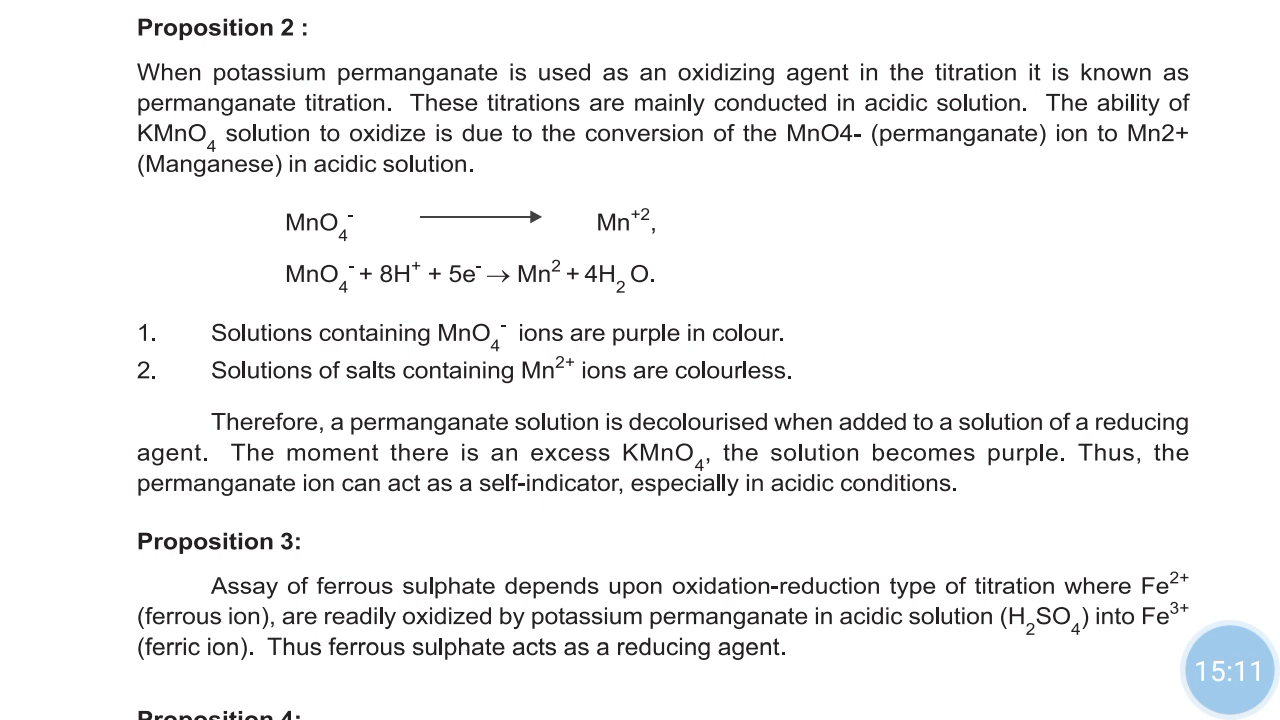 Proposition 2 :
When potassium permanganate is used as an oxidizing agent in the titration it is known as
permanganate titration. These titrations are mainly conducted in acidic solution. The ability of
KMnO₄ solution to oxidize is due to the conversion of the MnO4- (permanganate) ion to Mn2+
(Manganese) in acidic solution.
MnO₄⁻ ⟶ Mn⁺²,
MnO₄⁻ + 8H⁺ + 5e⁻ → Mn² + 4H₂O.
1. Solutions containing MnO₄⁻ ions are purple in colour.
2. Solutions of salts containing Mn²⁺ ions are colourless.
Therefore, a permanganate solution is decolourised when added to a solution of a reducing
agent. The moment there is an excess KMnO₄, the solution becomes purple. Thus, the
permanganate ion can act as a self-indicator, especially in acidic conditions.
Proposition 3:
Assay of ferrous sulphate depends upon oxidation-reduction type of titration where Fe²⁺
(ferrous ion), are readily oxidized by potassium permanganate in acidic solution (H₂SO₄) into Fe³⁺
(ferric ion). Thus ferrous sulphate acts as a reducing agent.
15:11
Proposition 4: